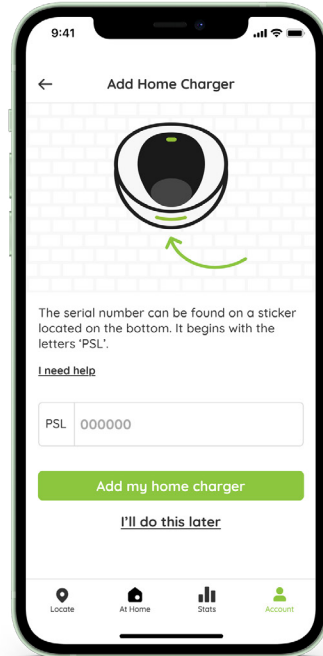 9:41
Add Home Charger
The serial number can be found on a sticker
located on the bottom. It begins with the
letters ‘PSL’.
I need help
PSL 000000
Add my home charger
I’ll do this later
Locate At Home Stats Account